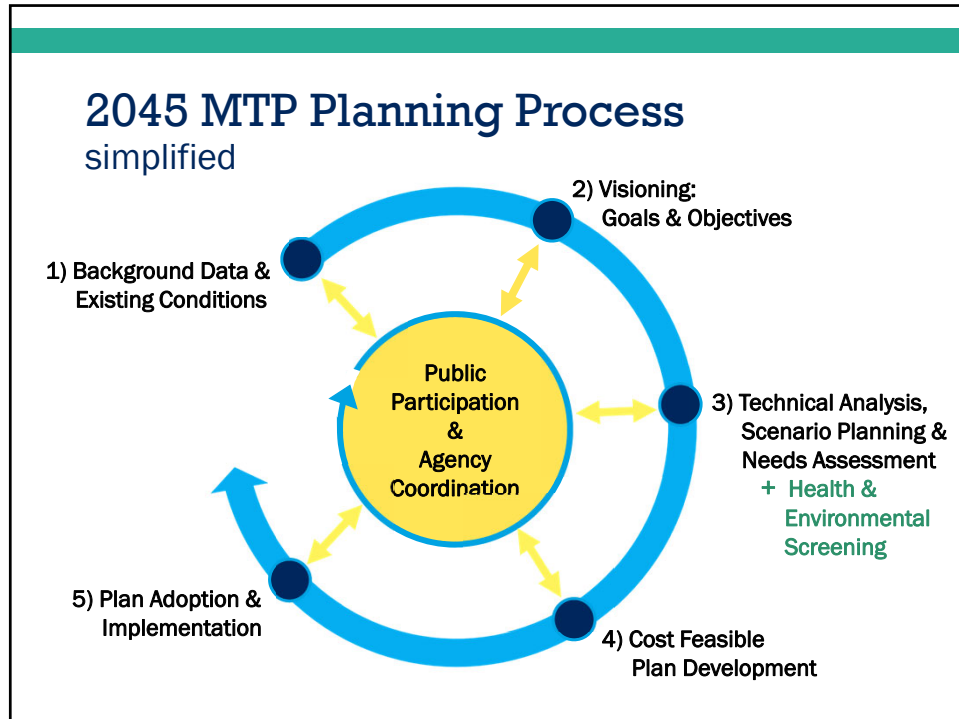 2045 MTP Planning Process
simplified
1) Background Data &
Existing Conditions
2) Visioning:
Goals & Objectives
3) Technical Analysis,
Scenario Planning &
Needs Assessment
+ Health &
Environmental
Screening
4) Cost Feasible
Plan Development
5) Plan Adoption &
Implementation
Public
Participation
&
Agency
Coordination